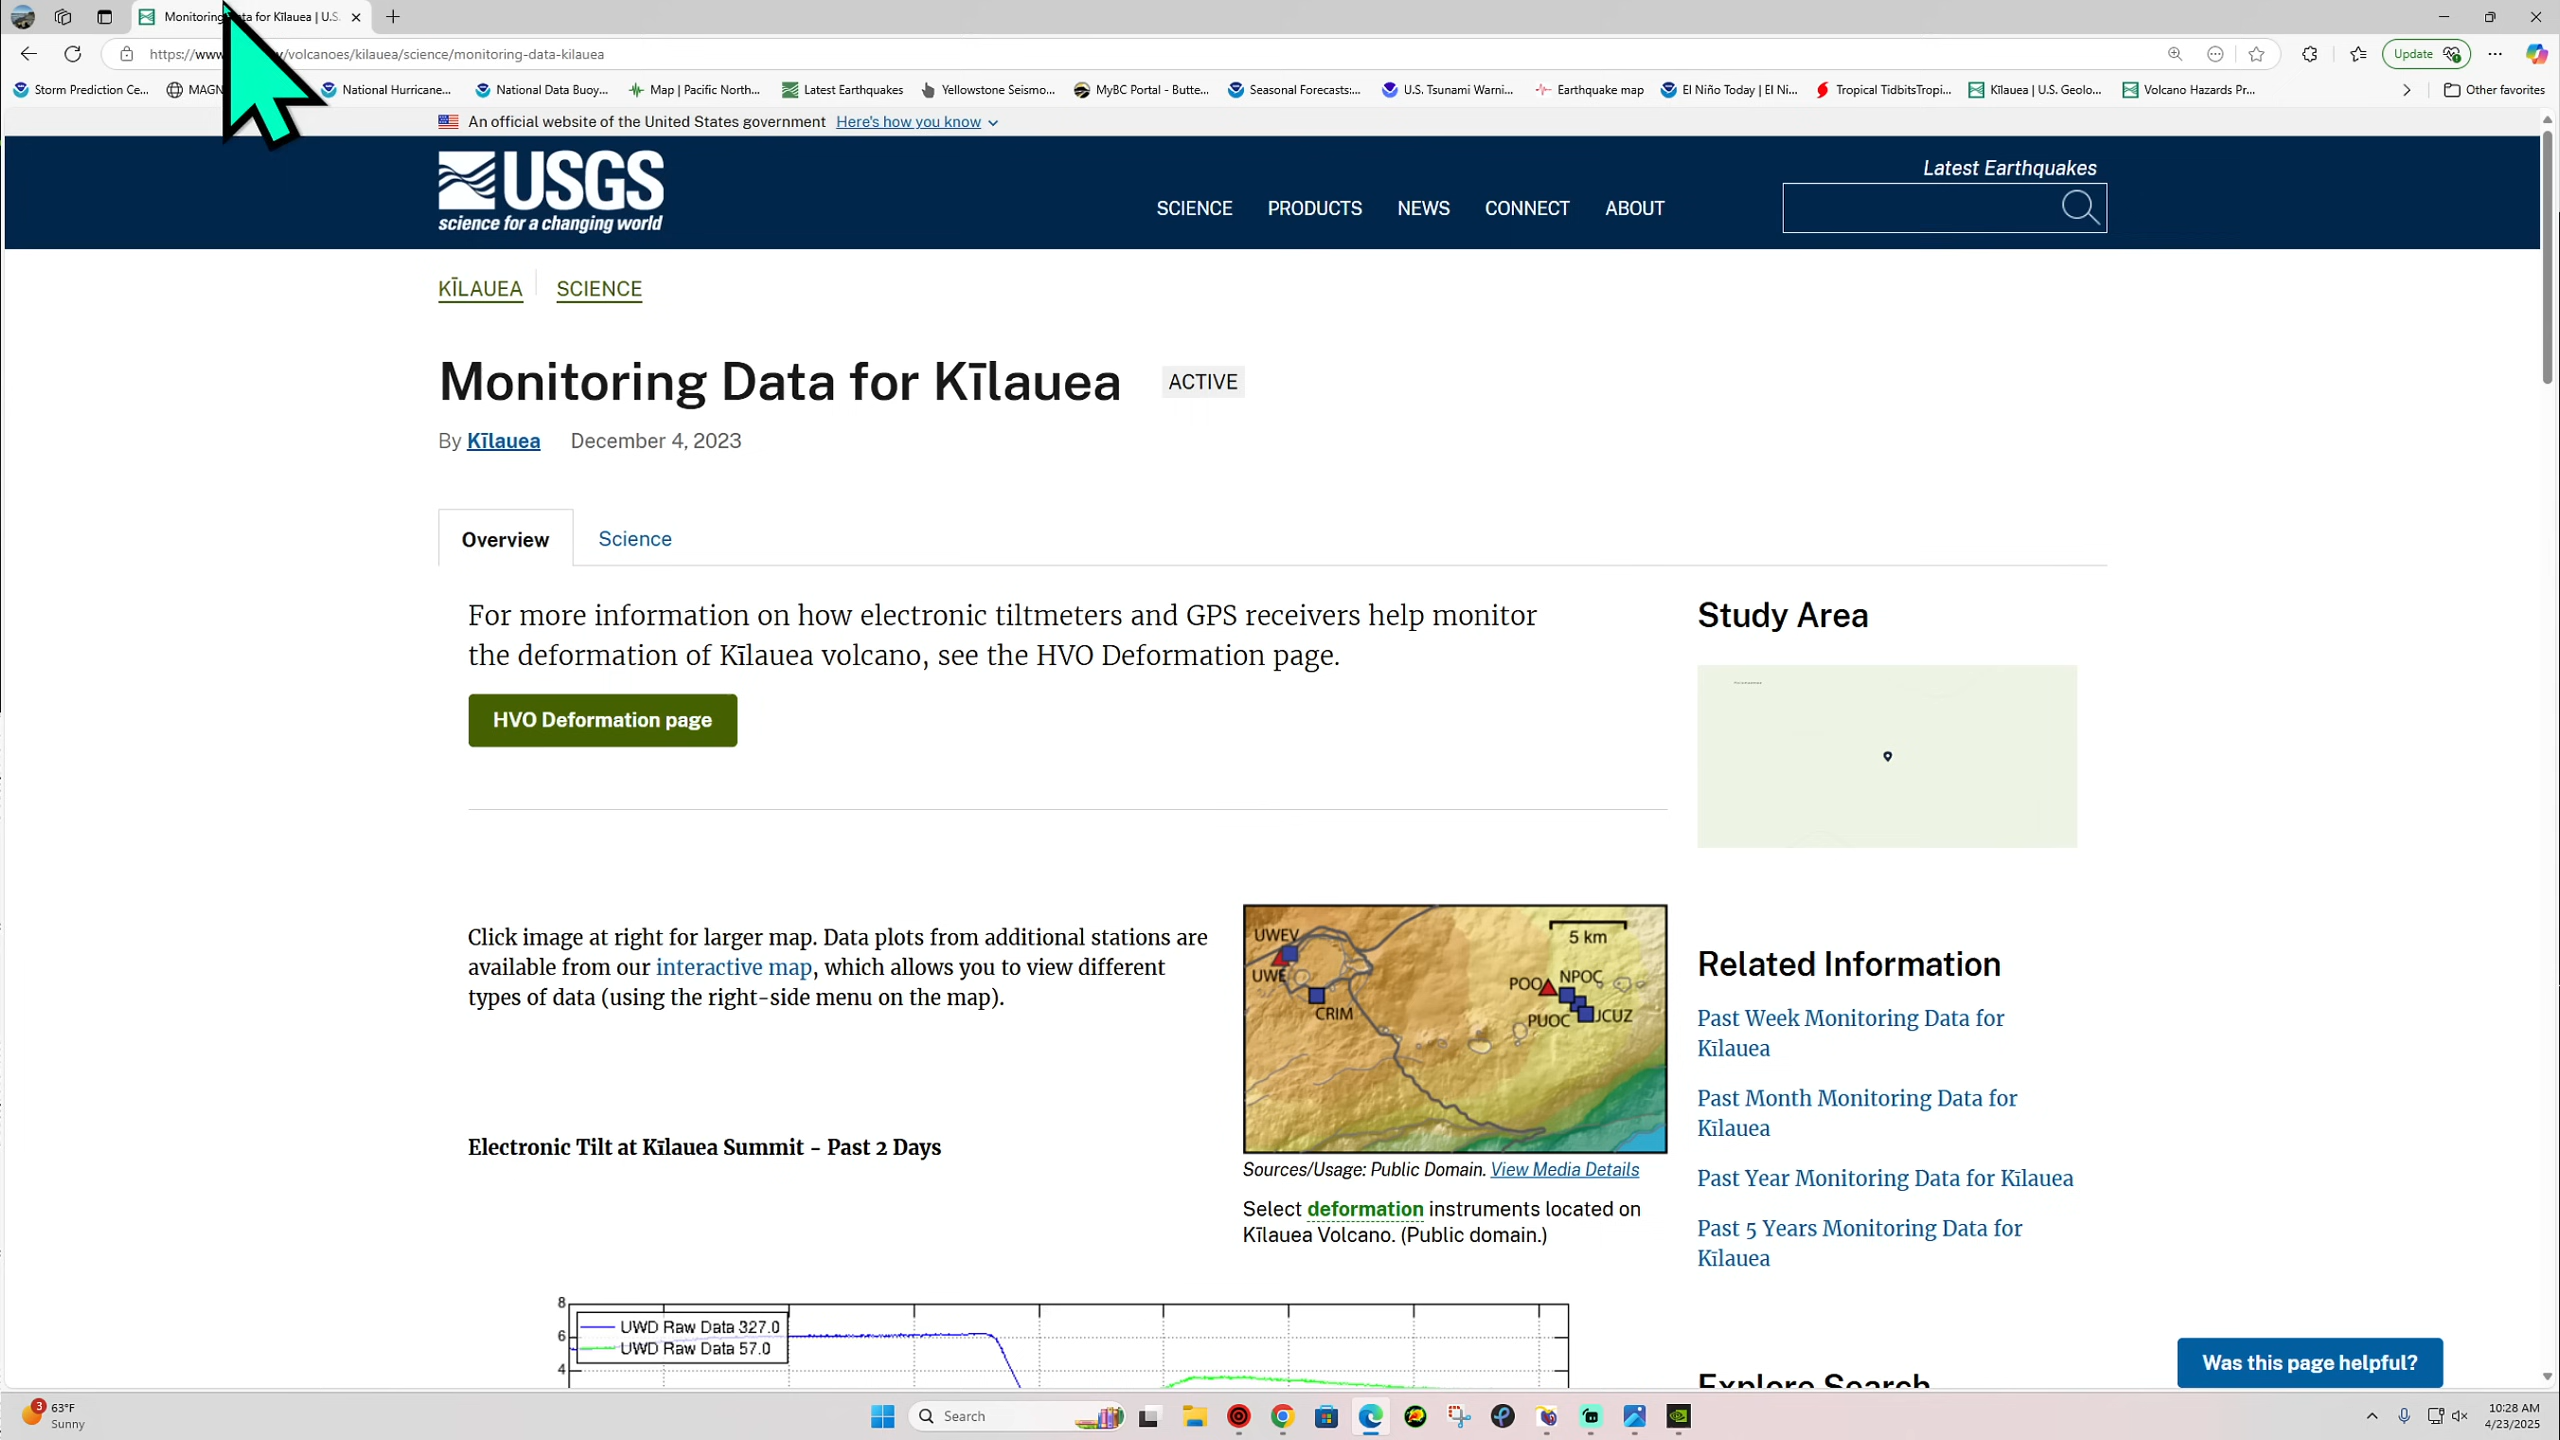 Monitoring ta for Kīlauea | U.S.
https://www. /volcanoes/kilauea/science/monitoring-data-kilauea
Update
Storm Prediction Ce... MAGN National Hurricane... National Data Buoy... Map | Pacific North... Latest Earthquakes Yellowstone Seismo... MyBC Portal - Butte... Seasonal Forecasts:... U.S. Tsunami Warni... Earthquake map El Niño Today | El Ni... Tropical TidbitsTropi... Kīlauea | U.S. Geolo... Volcano Hazards Pr... Other favorites
An official website of the United States government Here's how you know
USGS
science for a changing world
SCIENCE PRODUCTS NEWS CONNECT ABOUT
Latest Earthquakes
KĪLAUEA SCIENCE
Monitoring Data for Kīlauea ACTIVE
By Kīlauea December 4, 2023
Overview Science
For more information on how electronic tiltmeters and GPS receivers help monitor
the deformation of Kīlauea volcano, see the HVO Deformation page.
HVO Deformation page
Study Area
Click image at right for larger map. Data plots from additional stations are
available from our interactive map, which allows you to view different
types of data (using the right-side menu on the map).
Electronic Tilt at Kīlauea Summit - Past 2 Days
UWEV
UWE
CRIM
5 km
POO NPOC
PUOC JCUZ
Sources/Usage: Public Domain. View Media Details
Select deformation instruments located on
Kīlauea Volcano. (Public domain.)
Related Information
Past Week Monitoring Data for
Kīlauea
Past Month Monitoring Data for
Kīlauea
Past Year Monitoring Data for Kīlauea
Past 5 Years Monitoring Data for
Kīlauea
Explore Search
8
6
4
UWD Raw Data 327.0
UWD Raw Data 57.0
Was this page helpful?
3
63°F
Sunny
Search
10:28 AM
4/23/2025